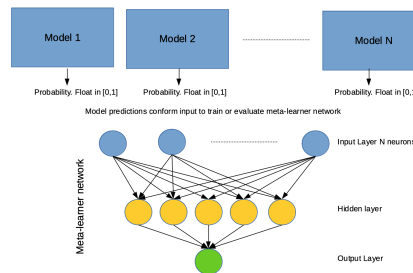 Model 1
Model 2
Model N
Probability. Float in [0,1]
Probability. Float in [0,1]
Probability. Float in [0,1
Model predictions conform input to train or evaluate meta-learner network
Input Layer N neurons
Meta-learner network
Hidden layer
Output Layer